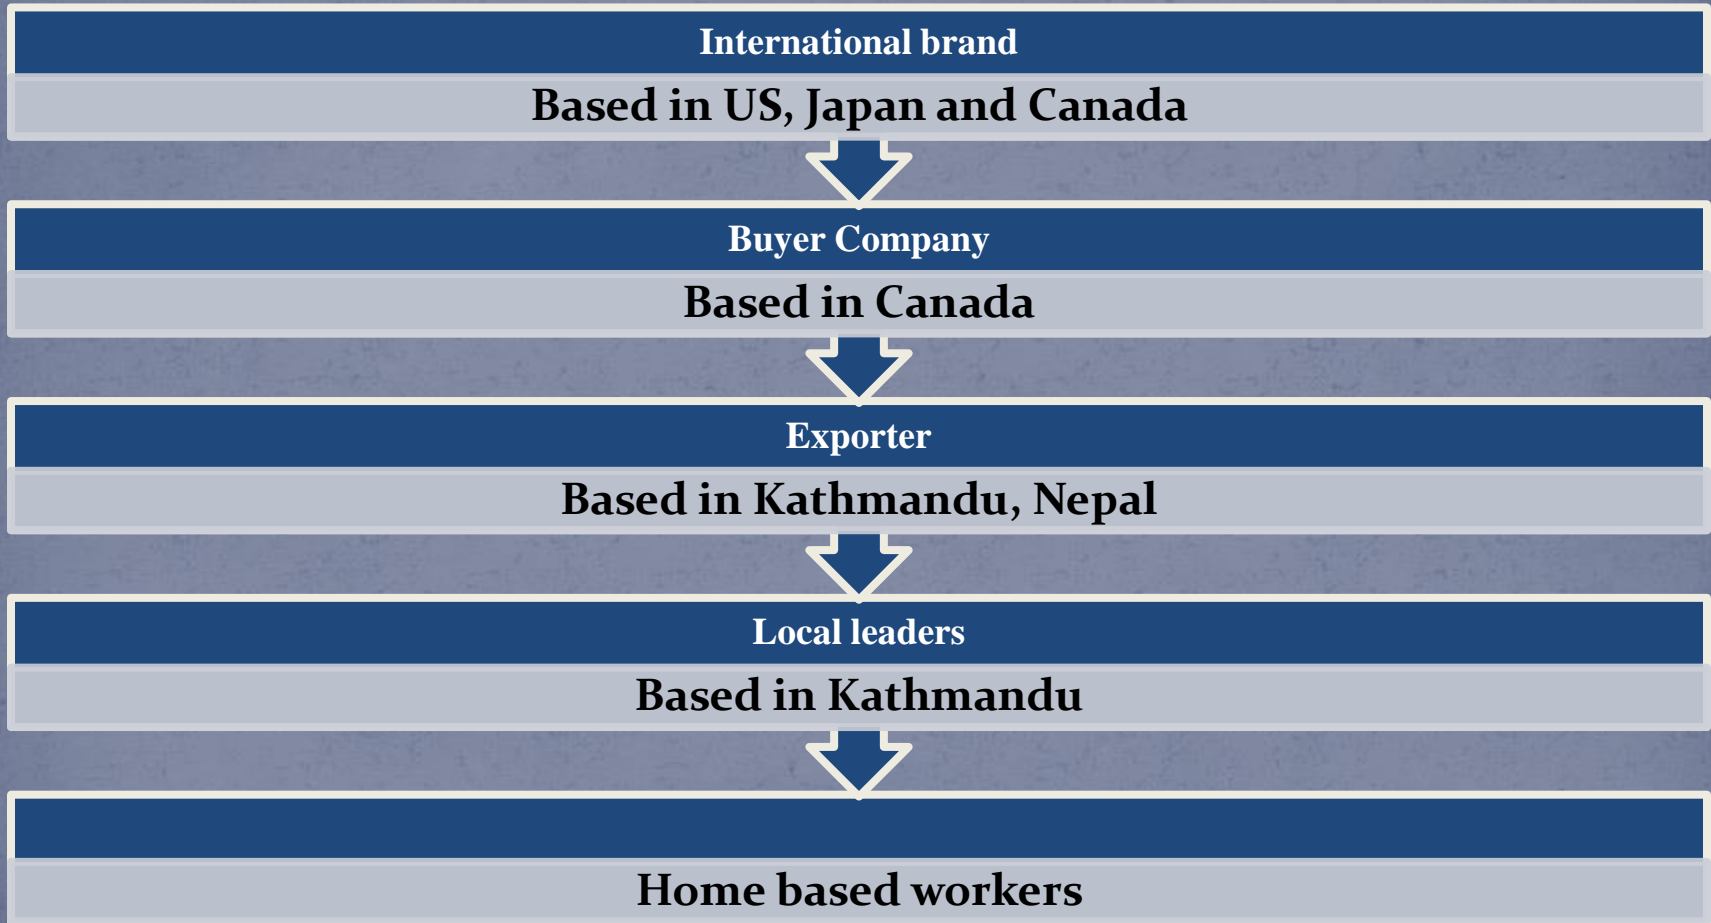 International brand
Based in US, Japan and Canada
Buyer Company
Based in Canada
Exporter
Based in Kathmandu, Nepal
Local leaders
Based in Kathmandu
Home based workers